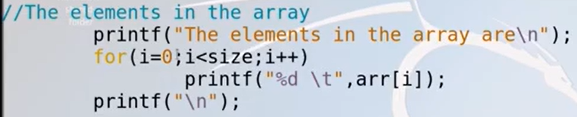 //The elements in the array
printf("The elements in the array are\n");
for(i=0;i<size;i++)
printf("%d \t",arr[i]);
printf("\n");